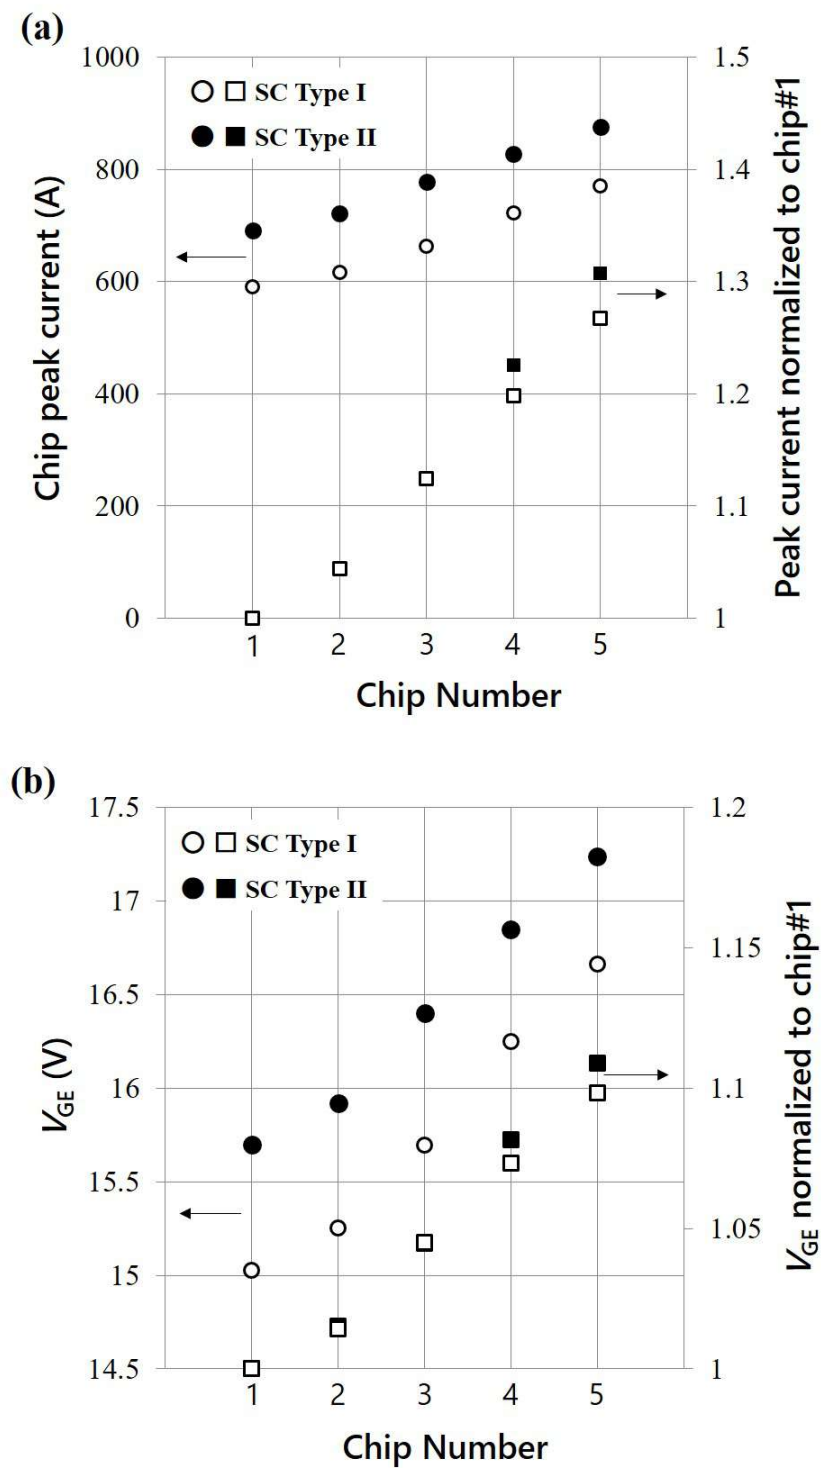 (a)
1000
800
600
400
200
0
Chip peak current (A)
SC Type I
SC Type II
1.5
1.4
1.3
1.2
1.1
1
Peak current normalized to chip#1
1 2 3 4 5
Chip Number
(b)
17.5
17
16.5
16
15.5
15
14.5
VGE (V)
SC Type I
SC Type II
1.2
1.15
1.1
1.05
1
VGE normalized to chip#1
1 2 3 4 5
Chip Number